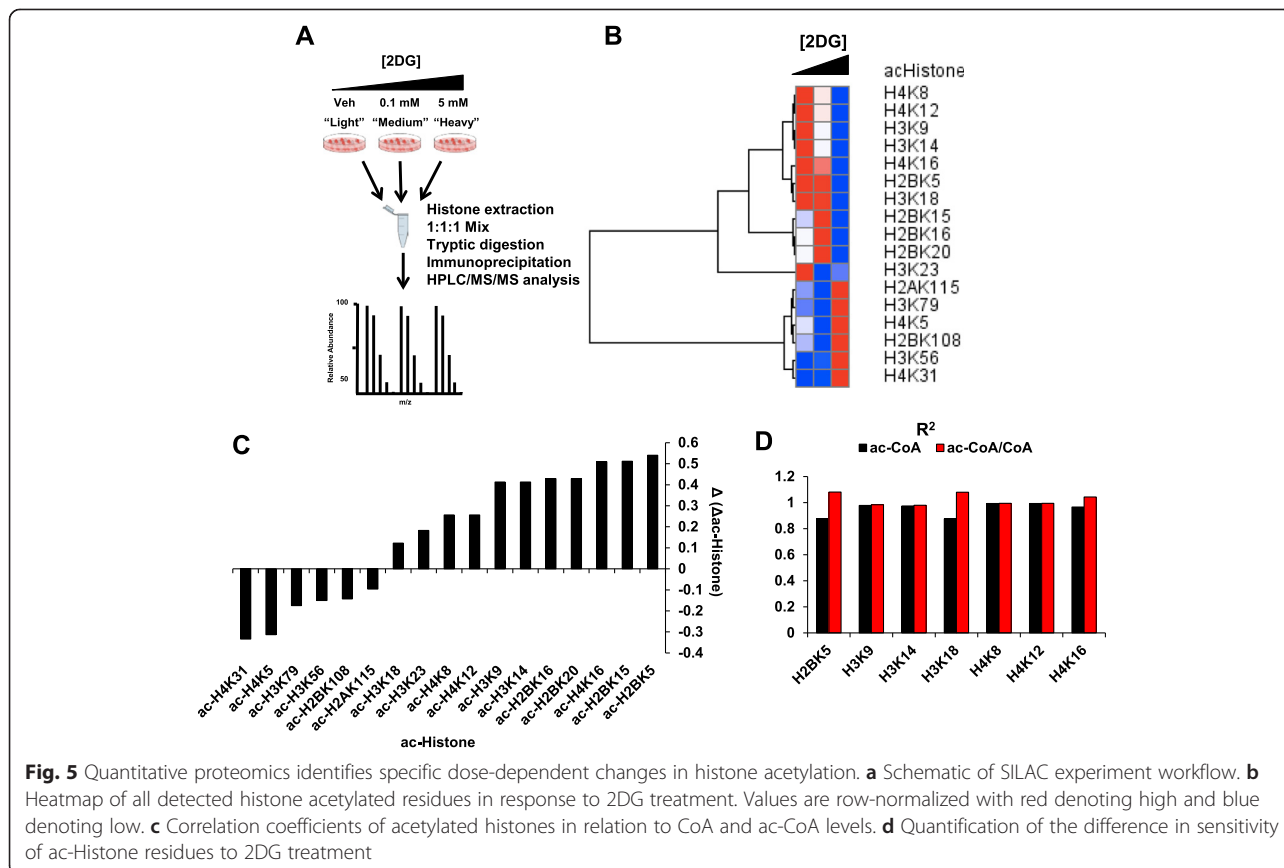 A
[2DG]
Veh 0.1 mM 5 mM
“Light” “Medium” “Heavy”
Histone extraction
1:1:1 Mix
Tryptic digestion
Immunoprecipitation
HPLC/MS/MS analysis
100
Relative Abundance
50
m/z
B
[2DG]
acHistone
H4K8
H4K12
H3K9
H3K14
H4K16
H2BK5
H3K18
H2BK15
H2BK16
H2BK20
H3K23
H2AK115
H3K79
H4K5
H2BK108
H3K56
H4K31
C
0.6
0.5
0.4
0.3
0.2
0.1
0
-0.1
-0.2
-0.3
-0.4
Δ (Δac-Histone)
ac-H4K31
ac-H4K5
ac-H3K79
ac-H3K56
ac-H2BK108
ac-H2AK115
ac-H3K18
ac-H3K23
ac-H4K8
ac-H4K12
ac-H3K9
ac-H3K14
ac-H2BK16
ac-H2BK20
ac-H4K16
ac-H2BK15
ac-H2BK5
ac-Histone
D
R²
ac-CoA ac-CoA/CoA
1.2
1
0.8
0.6
0.4
0.2
0
H2BK5
H3K9
H3K14
H3K18
H4K8
H4K12
H4K16
Fig. 5 Quantitative proteomics identifies specific dose-dependent changes in histone acetylation. a Schematic of SILAC experiment workflow. b
Heatmap of all detected histone acetylated residues in response to 2DG treatment. Values are row-normalized with red denoting high and blue
denoting low. c Correlation coefficients of acetylated histones in relation to CoA and ac-CoA levels. d Quantification of the difference in sensitivity
of ac-Histone residues to 2DG treatment